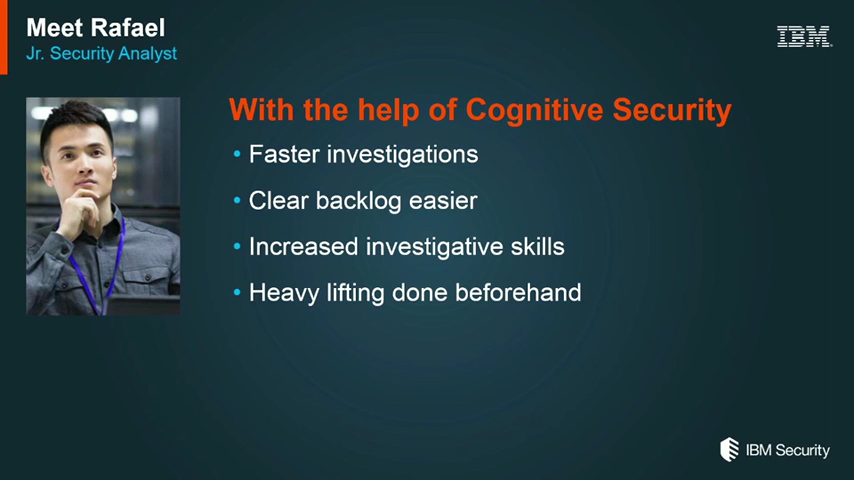 Meet Rafael
Jr. Security Analyst
IBM
With the help of Cognitive Security
• Faster investigations
• Clear backlog easier
• Increased investigative skills
• Heavy lifting done beforehand
IBM Security